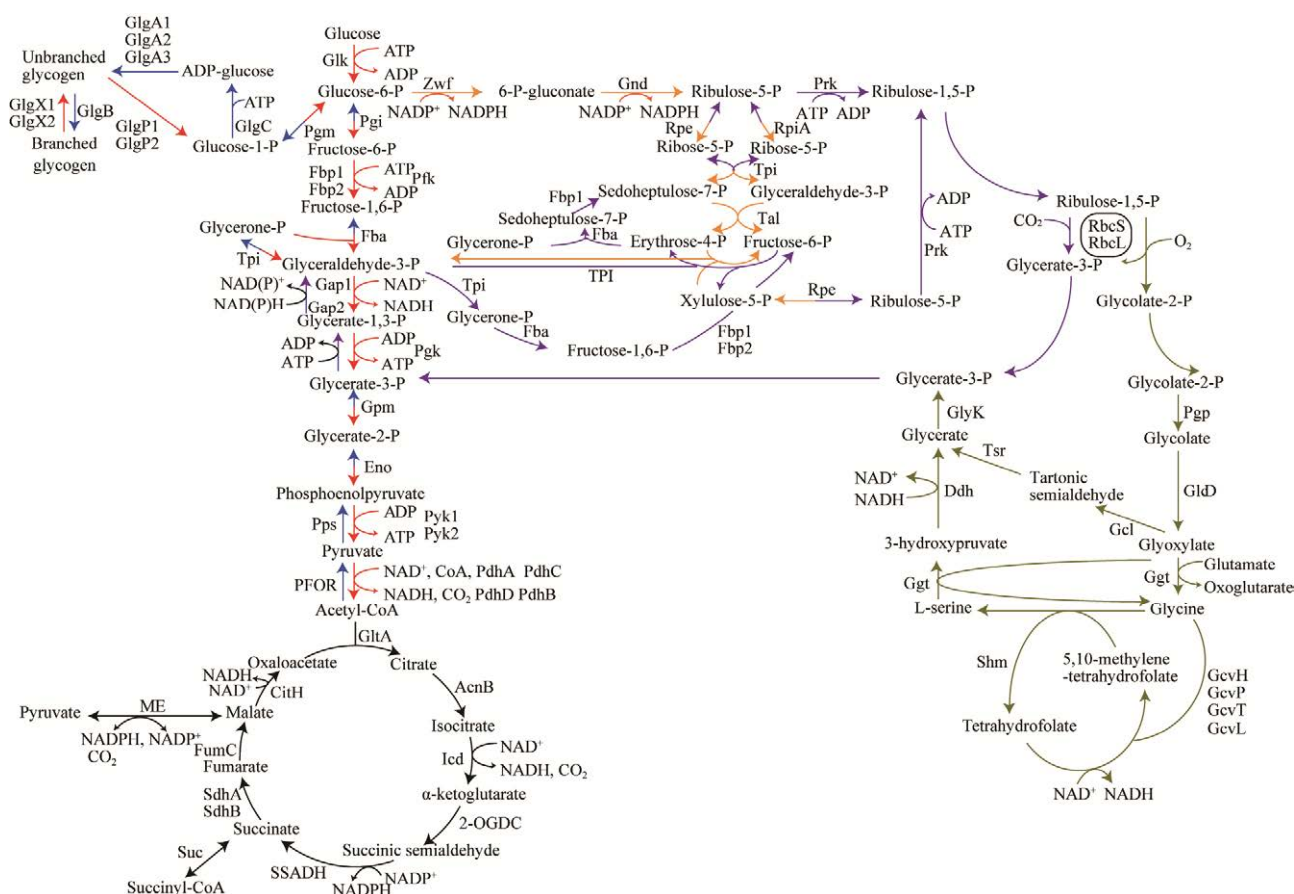 GlgA1
GlgA2
GlgA3
Unbranched
glycogen
ADP-glucose
GlgX1
GlgX2
GlgB
Branched
glycogen
GlgP1
GlgP2
ATP
GlgC
Glucose-1-P
Pgm
Glucose
Glk
ATP
ADP
Glucose-6-P
Zwf
NADP⁺ NADPH
6-P-gluconate
Gnd
NADP⁺ NADPH
Ribulose-5-P
Prk
ATP ADP
Ribulose-1,5-P
Pgi
Fructose-6-P
Fbp1
Fbp2
ATP
ADP
Pfk
Fructose-1,6-P
Fba
Glycerone-P
Tpi
Glyceraldehyde-3-P
Rpe
RpiA
Ribose-5-P
Ribose-5-P
Tpi
Sedoheptulose-7-P
Glyceraldehyde-3-P
Fbp1
Sedoheptulose-7-P
Tal
Glycerone-P
Fba
Erythrose-4-P
Fructose-6-P
TPI
Xylulose-5-P
Rpe
Ribulose-5-P
ADP
ATP
Prk
Ribulose-1,5-P
CO₂
RbcS
RbcL
O₂
Glycerate-3-P
Glycolate-2-P
NAD(P)⁺
NAD(P)H
Gap1
Gap2
NAD⁺
NADH
Tpi
Glycerone-P
Fba
Fructose-1,6-P
Fbp1
Fbp2
Glycerate-1,3-P
ADP
ATP
ADP
ATP
Pgk
Glycerate-3-P
Glycerate-3-P
Glycolate-2-P
Gpm
GlyK
Pgp
Glycerate-2-P
Glycerate
Glycolate
Eno
Tsr
NAD⁺
NADH
Ddh
Tartonic
semialdehyde
GldD
Phosphoenolpyruvate
Pps
ADP
ATP
Pyk1
Pyk2
Gcl
Pyruvate
3-hydroxypruvate
Glyoxylate
PFOR
NAD⁺, CoA, PdhA PdhC
NADH, CO₂ PdhD PdhB
Ggt
Ggt
Glutamate
Oxoglutarate
Acetyl-CoA
L-serine
Glycine
GltA
Oxaloacetate
Citrate
NADH
NAD⁺
CitH
AcnB
Shm
5,10-methylene
-tetrahydrofolate
GcvH
GcvP
GcvT
GcvL
Pyruvate
ME
Malate
Isocitrate
Tetrahydrofolate
NADPH, NADP⁺
CO₂
FumC
Fumarate
Icd
NAD⁺
NADH, CO₂
NAD⁺ NADH
SdhA
SdhB
α-ketoglutarate
2-OGDC
Succinate
Succinic semialdehyde
Suc
SSADH
NADPH
NADP⁺
Succinyl-CoA